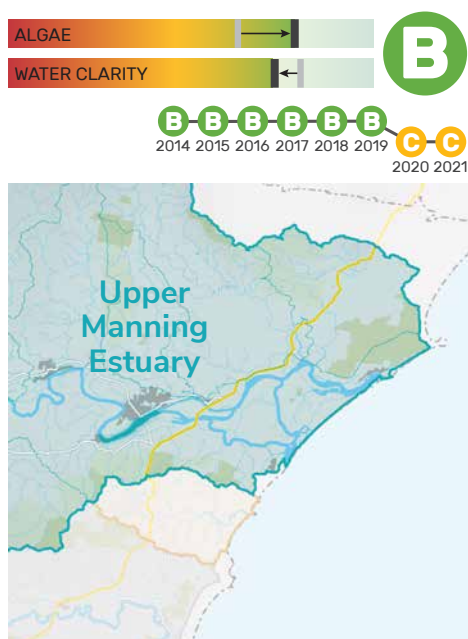 ALGAE
WATER CLARITY
B
B B B B B B C C
2014 2015 2016 2017 2018 2019 2020 2021
Upper
Manning
Estuary